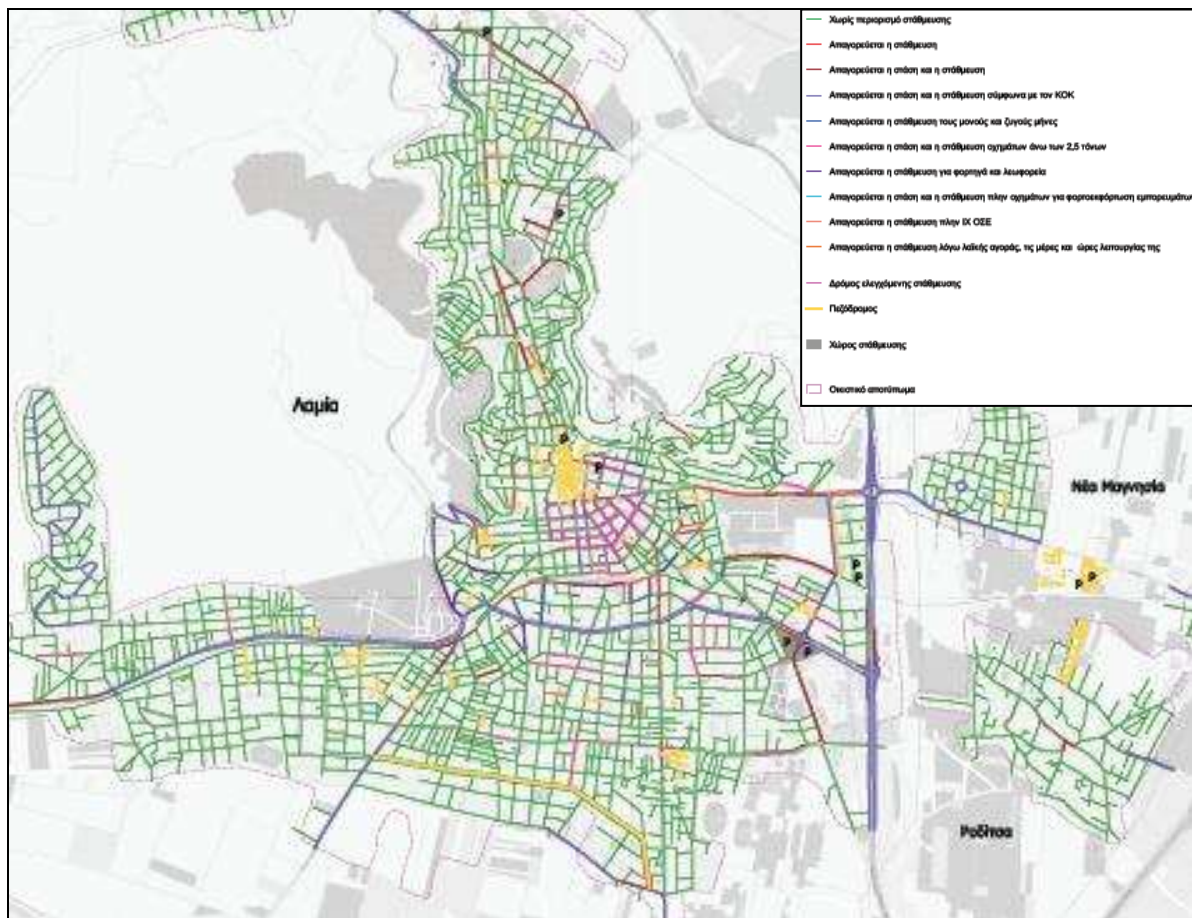 Χωρίς περιορισμό στάθμευσης
Απαγορεύεται η στάθμευση
Απαγορεύεται η στάση και η στάθμευση
Απαγορεύεται η στάση και η στάθμευση σύμφωνα με τον ΚΟΚ
Απαγορεύεται η στάθμευση τους μονούς και ζυγούς μήνες
Απαγορεύεται η στάση και η στάθμευση οχημάτων άνω των 2,5 τόνων
Απαγορεύεται η στάθμευση για φορτηγά και λεωφορεία
Απαγορεύεται η στάση και η στάθμευση πλην οχημάτων για φορτοεκφόρτωση εμπορευμάτω
Απαγορεύεται η στάθμευση πλην ΙΧ ΟΣΕ
Απαγορεύεται η στάθμευση λόγω λαϊκής αγοράς, τις μέρες και ώρες λειτουργίας της
Δρόμος ελεγχόμενης στάθμευσης
Πεζόδρομος
Χώρος στάθμευσης
Οικιστικό αποτύπωμα
P
P
Λαμία
P
P
Νέα Μαγνησία
P
P
P
P
P
P
Ροδίτσα